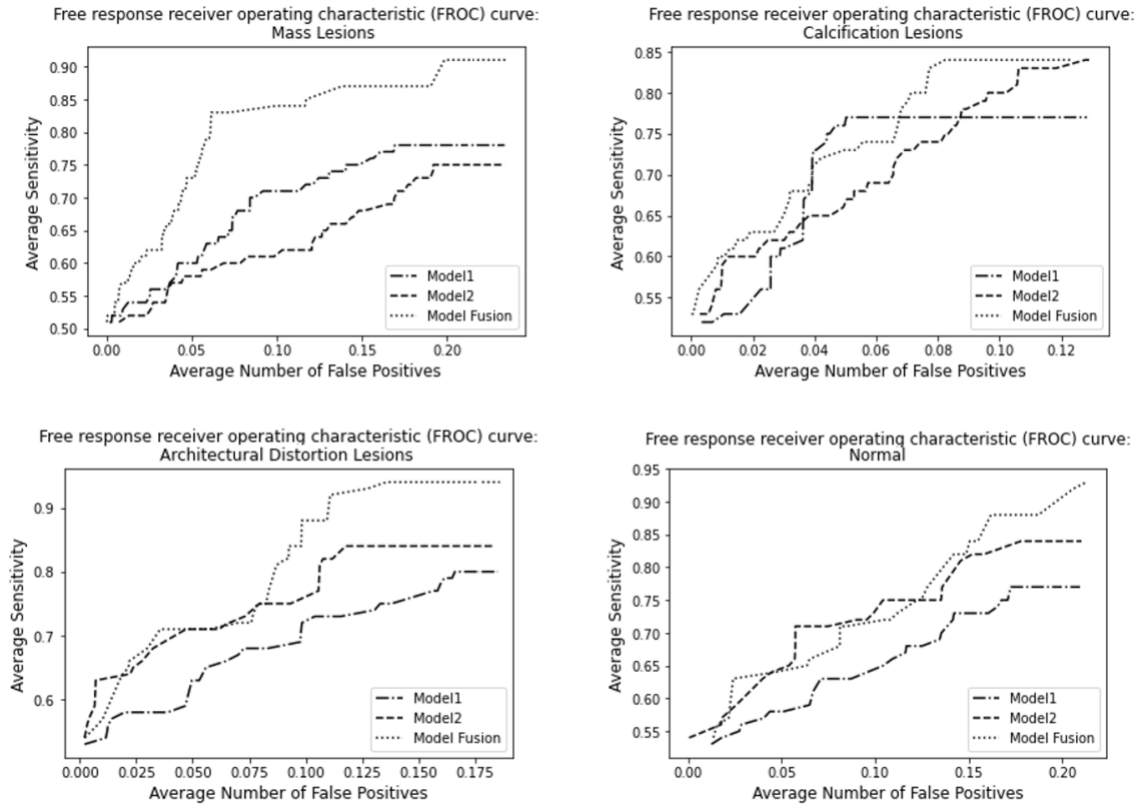 Free response receiver operating characteristic (FROC) curve:
Mass Lesions
0.90
0.85
0.80
0.75
0.70
0.65
0.60
0.55
0.50
Average Sensitivity
Model1
Model2
Model Fusion
0.00 0.05 0.10 0.15 0.20
Average Number of False Positives
Free response receiver operating characteristic (FROC) curve:
Calcification Lesions
0.85
0.80
0.75
0.70
0.65
0.60
0.55
Average Sensitivity
Model1
Model2
Model Fusion
0.00 0.02 0.04 0.06 0.08 0.10 0.12
Average Number of False Positives
Free response receiver operating characteristic (FROC) curve:
Architectural Distortion Lesions
0.9
0.8
0.7
0.6
Average Sensitivity
Model1
Model2
Model Fusion
0.000 0.025 0.050 0.075 0.100 0.125 0.150 0.175
Average Number of False Positives
Free response receiver operating characteristic (FROC) curve:
Normal
0.95
0.90
0.85
0.80
0.75
0.70
0.65
0.60
0.55
Average Sensitivity
Model1
Model2
Model Fusion
0.00 0.05 0.10 0.15 0.20
Average Number of False Positives